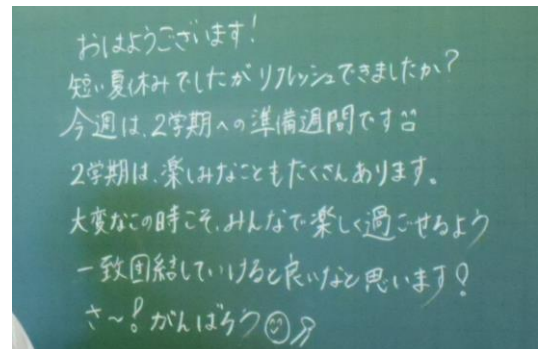 おはようございます!
短い夏休みでしたがリフレッシュできましたか?
今週は、2学期への準備週間です
2学期は、楽しみなこともたくさんあります。
大変なこの時こそ、みんなで楽しく過ごせるよう
一致団結していけると良いなと思います!
さ〜!がんばろう